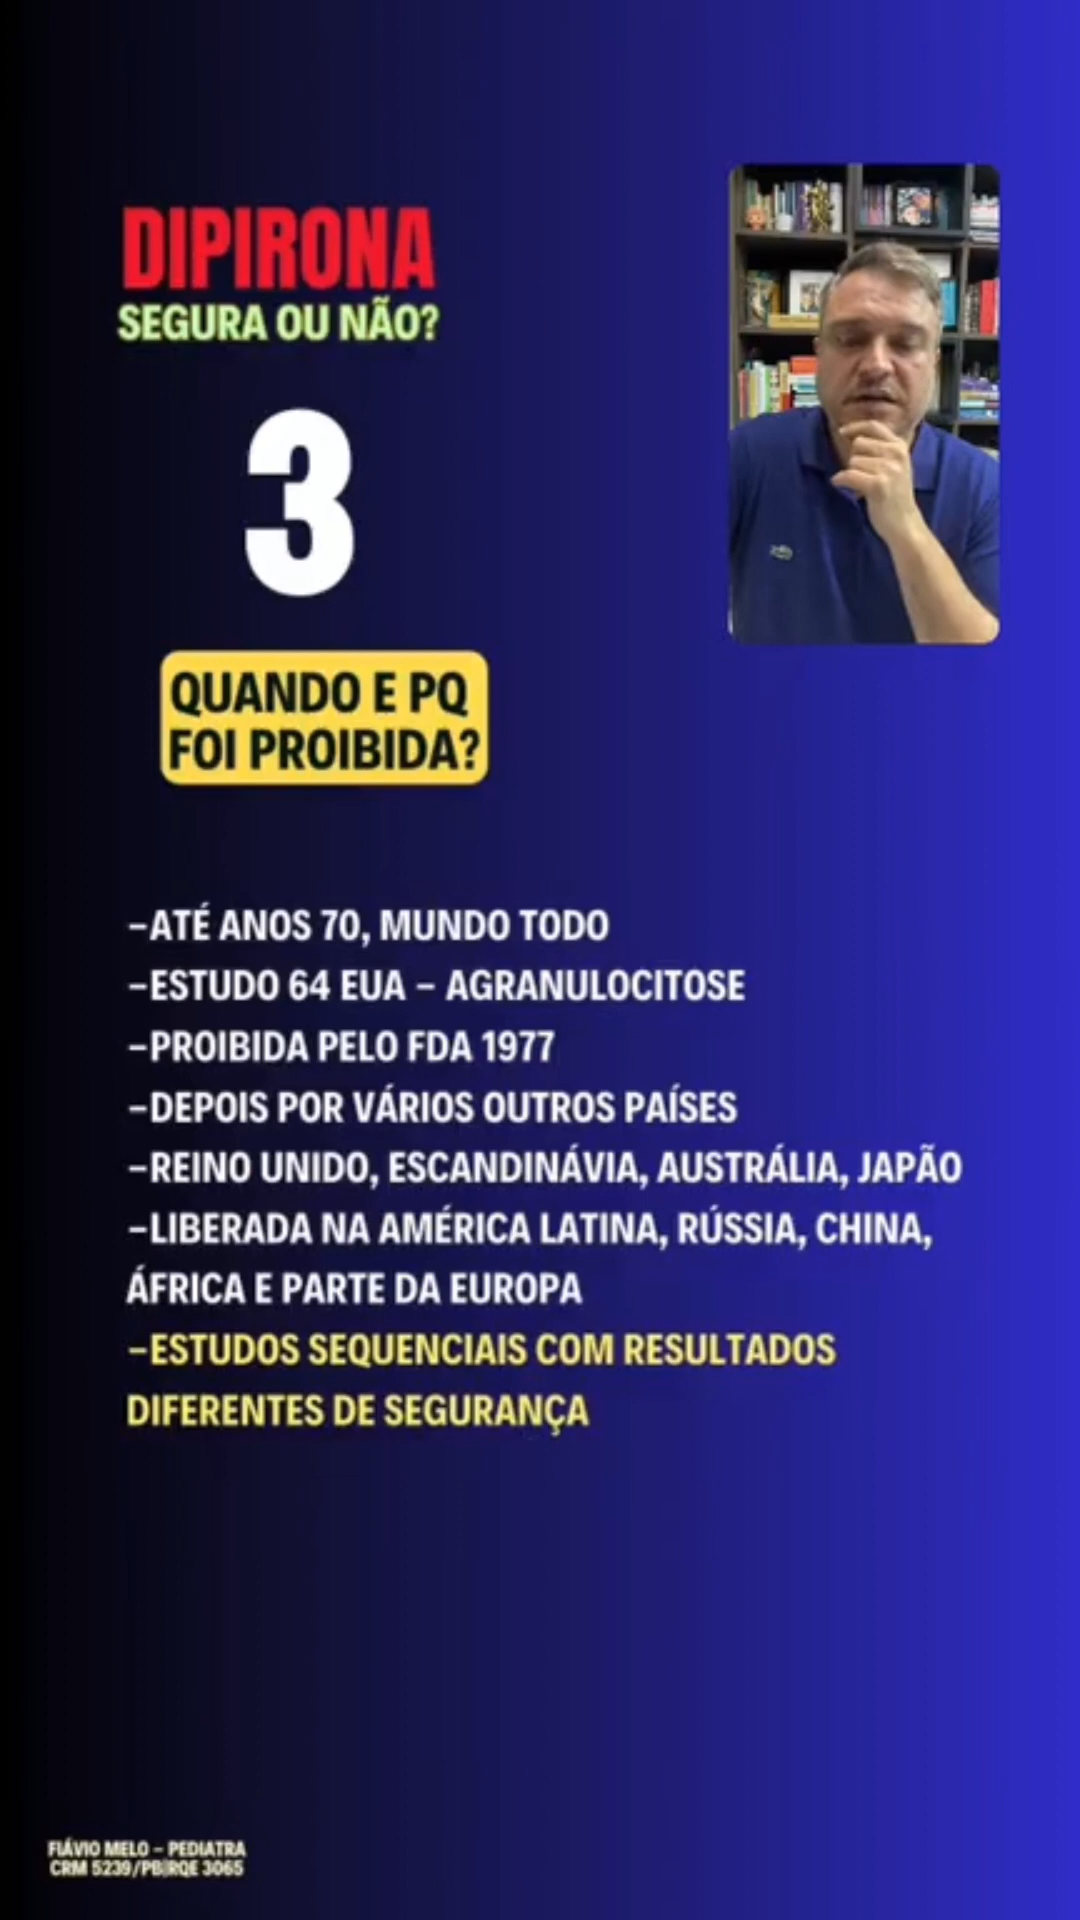 DIPIRONA
SEGURA OU NÃO?
3
QUANDO E PQ
FOI PROIBIDA?
-ATÉ ANOS 70, MUNDO TODO
-ESTUDO 64 EUA - AGRANULOCITOSE
-PROIBIDA PELO FDA 1977
-DEPOIS POR VÁRIOS OUTROS PAÍSES
-REINO UNIDO, ESCANDINÁVIA, AUSTRÁLIA, JAPÃO
-LIBERADA NA AMÉRICA LATINA, RÚSSIA, CHINA,
ÁFRICA E PARTE DA EUROPA
-ESTUDOS SEQUENCIAIS COM RESULTADOS
DIFERENTES DE SEGURANÇA
FLÁVIO MELO - PEDIATRA
CRM 5239/PB|RQE 3065